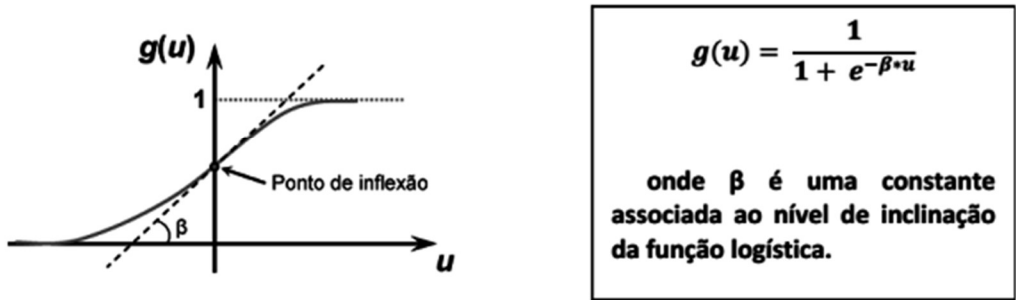 g(u)
1
Ponto de inflexão
β
u
g(u) = 1 / (1 + e^(-β*u))
onde β é uma constante
associada ao nível de inclinação
da função logística.